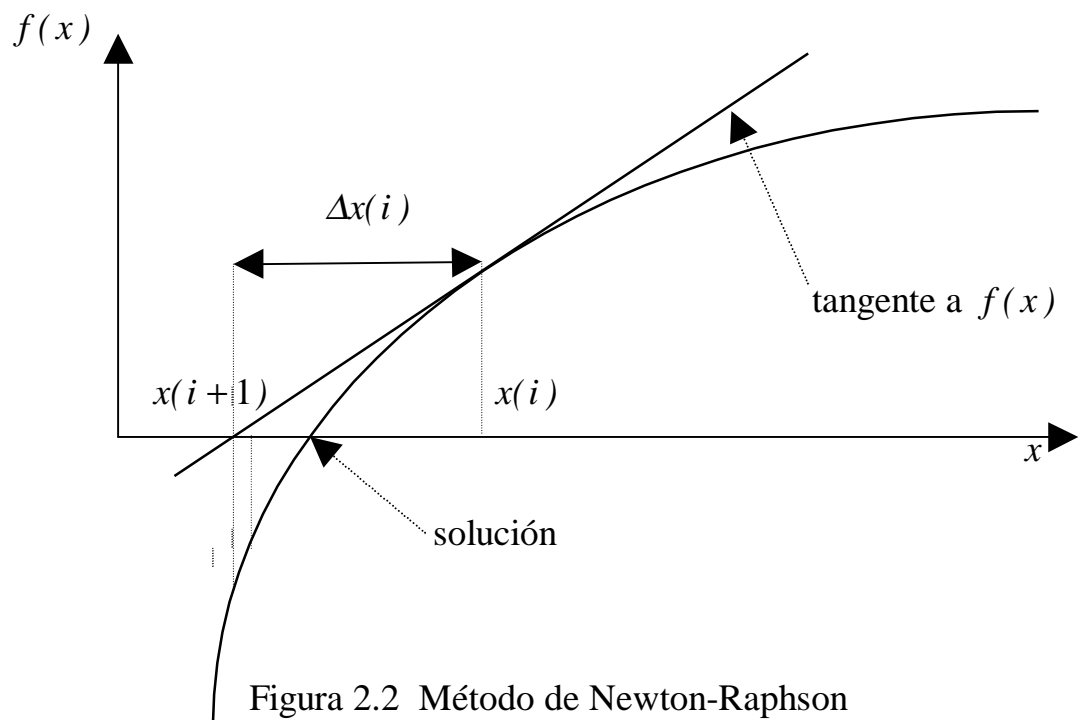 f(x)
Δx(i)
tangente a f(x)
x(i+1)
x(i)
x
solución
Figura 2.2 Método de Newton-Raphson